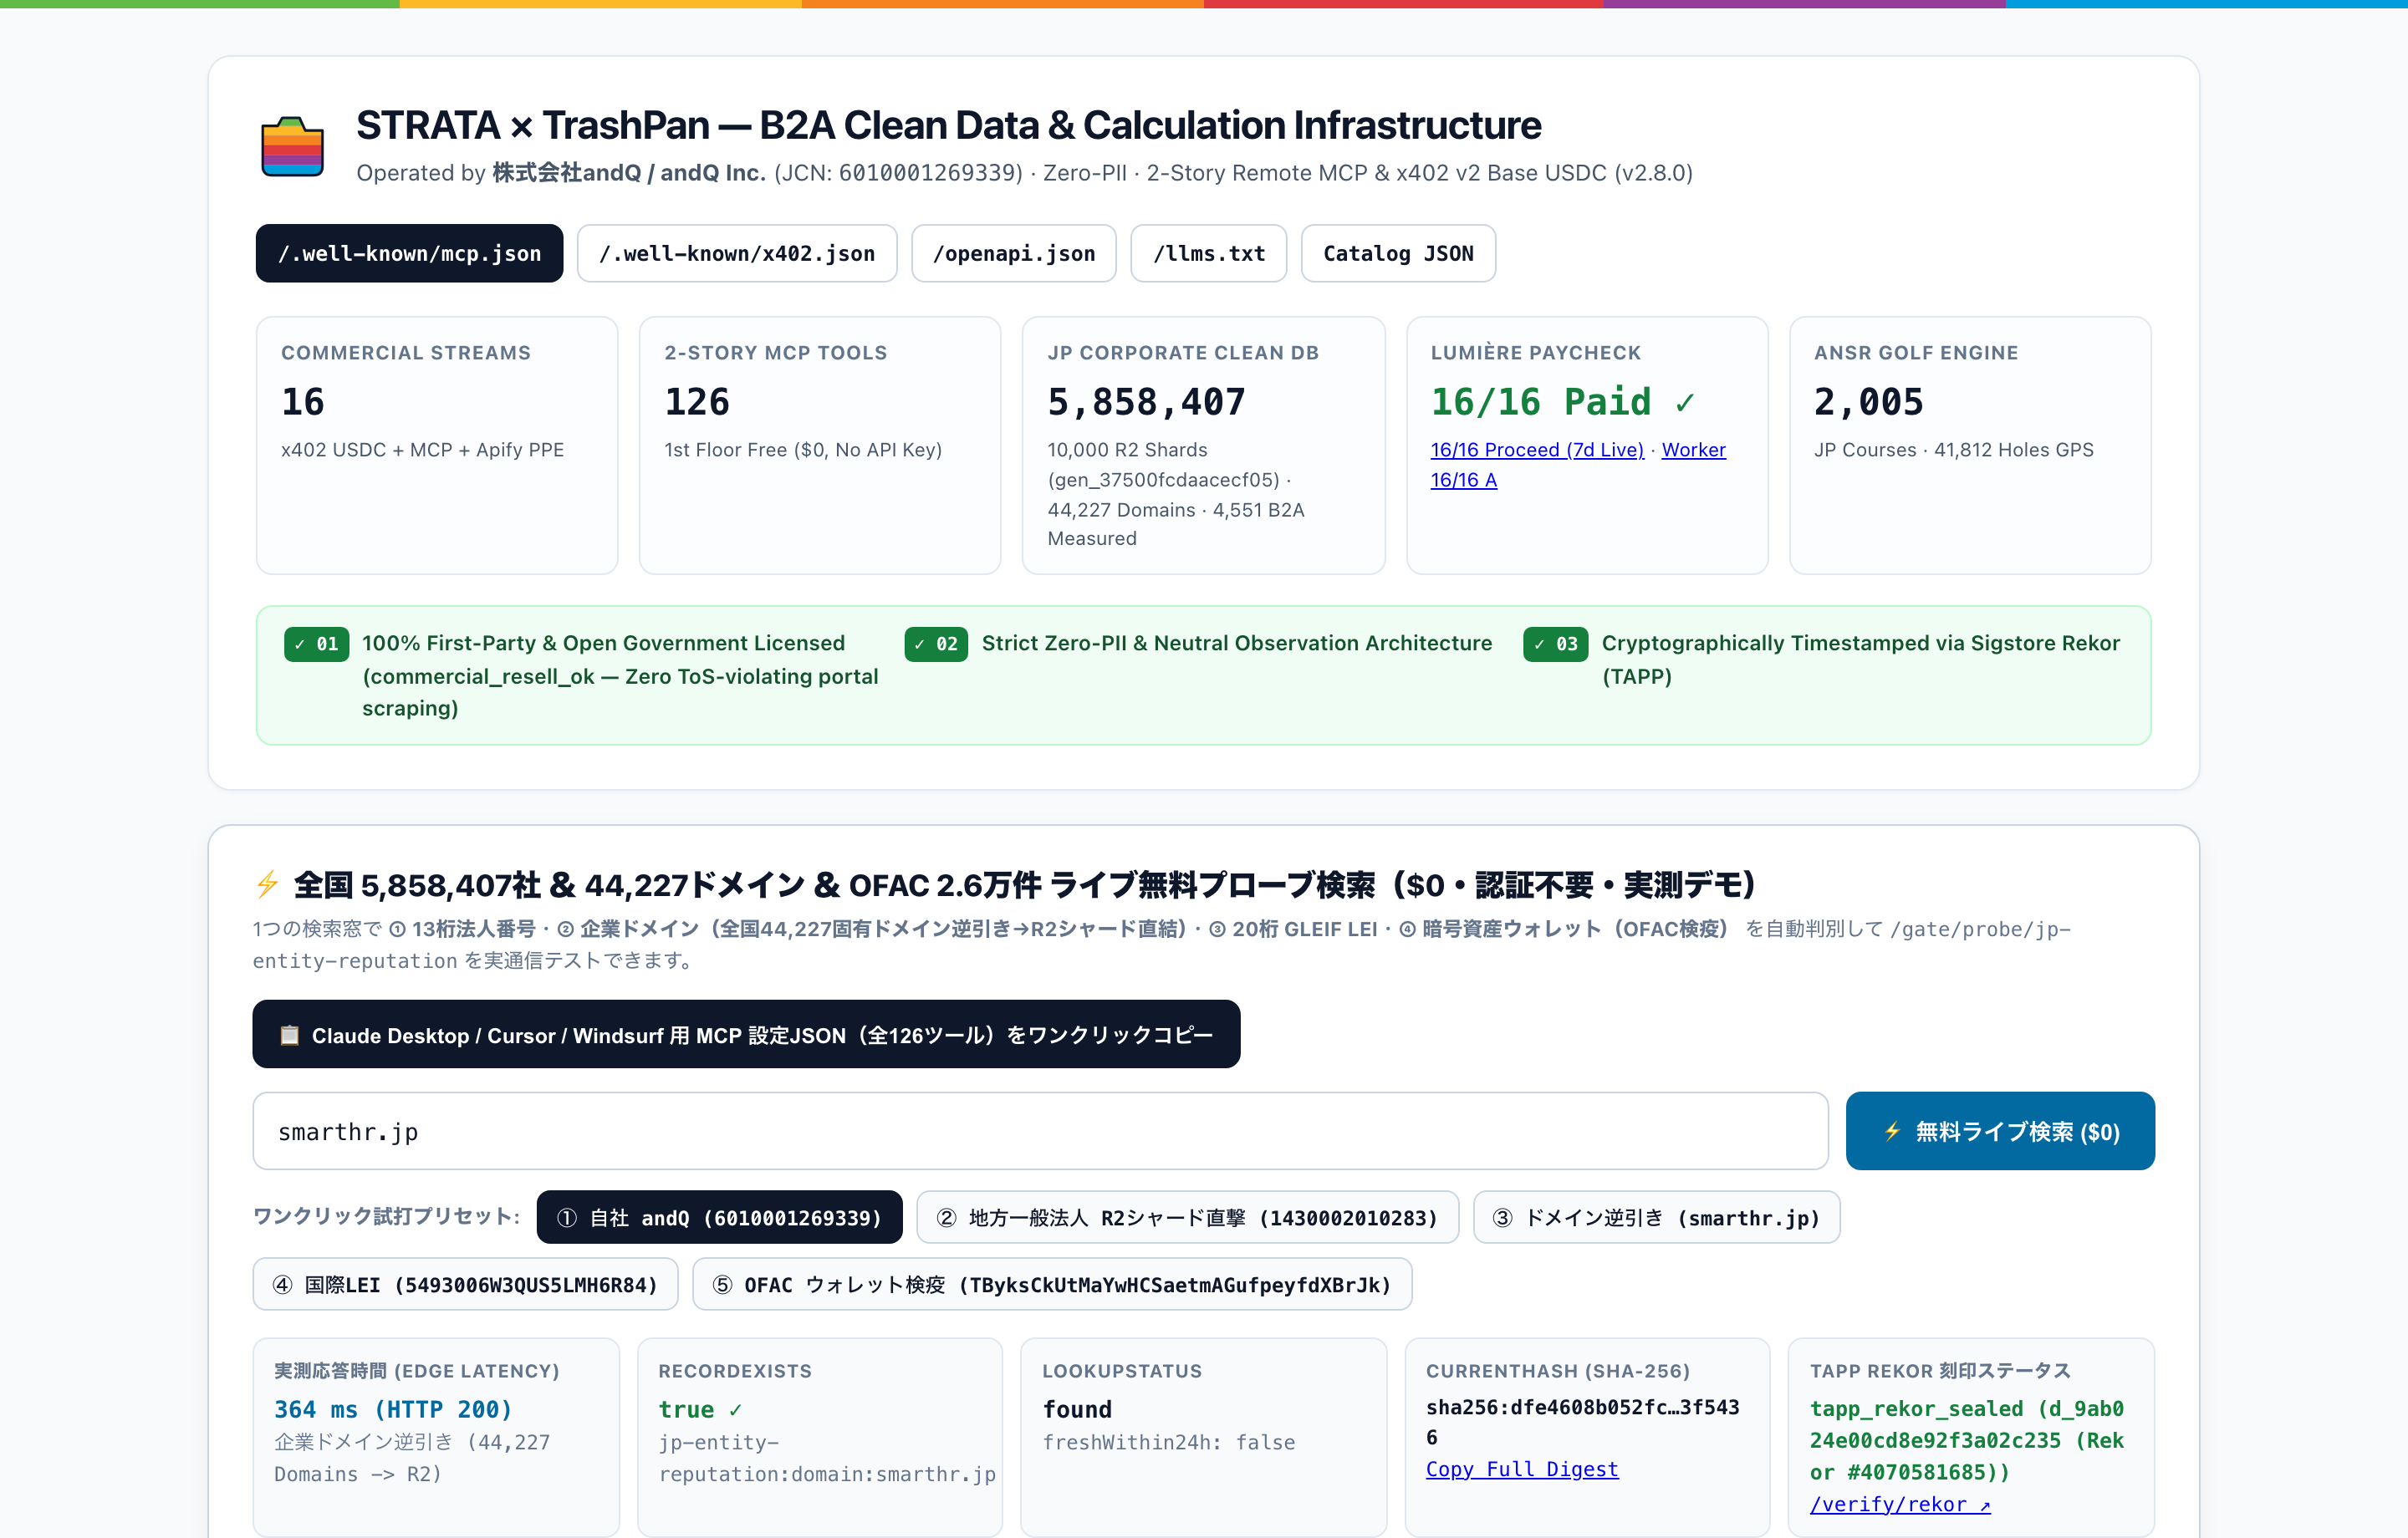 STRATA × TrashPan — B2A Clean Data & Calculation Infrastructure
Operated by 株式会社andQ / andQ Inc. (JCN: 6010001269339) · Zero-PII · 2-Story Remote MCP & x402 v2 Base USDC (v2.8.0)
/.well-known/mcp.json
/.well-known/x402.json
/openapi.json
/llms.txt
Catalog JSON
COMMERCIAL STREAMS
16
x402 USDC + MCP + Apify PPE
2-STORY MCP TOOLS
126
1st Floor Free ($0, No API Key)
JP CORPORATE CLEAN DB
5,858,407
10,000 R2 Shards
(gen_37500fcdaacecf05) ·
44,227 Domains · 4,551 B2A
Measured
LUMIÈRE PAYCHECK
16/16 Paid ✓
16/16 Proceed (7d Live) · Worker
16/16 A
ANSR GOLF ENGINE
2,005
JP Courses · 41,812 Holes GPS
✓ 01 100% First-Party & Open Government Licensed
(commercial_resell_ok — Zero ToS-violating portal
scraping)
✓ 02 Strict Zero-PII & Neutral Observation Architecture
✓ 03 Cryptographically Timestamped via Sigstore Rekor
(TAPP)
⚡ 全国 5,858,407社 & 44,227ドメイン & OFAC 2.6万件 ライブ無料プローブ検索（$0・認証不要・実測デモ）
1つの検索窓で ① 13桁法人番号 · ② 企業ドメイン（全国44,227固有ドメイン逆引き→R2シャード直結）· ③ 20桁 GLEIF LEI · ④ 暗号資産ウォレット（OFAC検疫） を自動判別して /gate/probe/jp-
entity-reputation を実通信テストできます。
📋 Claude Desktop / Cursor / Windsurf 用 MCP 設定JSON（全126ツール）をワンクリックコピー
smarthr.jp
⚡ 無料ライブ検索 ($0)
ワンクリック試打プリセット:
① 自社 andQ (6010001269339)
② 地方一般法人 R2シャード直撃 (1430002010283)
③ ドメイン逆引き (smarthr.jp)
④ 国際LEI (5493006W3QUS5LMH6R84)
⑤ OFAC ウォレット検疫 (TByksCkUtMaYwHCSaetmAGufpeyfdXBrJk)
実測応答時間 (EDGE LATENCY)
364 ms (HTTP 200)
企業ドメイン逆引き (44,227
Domains -> R2)
RECORDEXISTS
true ✓
jp-entity-
reputation:domain:smarthr.jp
LOOKUPSTATUS
found
freshWithin24h: false
CURRENTHASH (SHA-256)
sha256:dfe4608b052fc…3f543
6
Copy Full Digest
TAPP REKOR 刻印ステータス
tapp_rekor_sealed (d_9ab0
24e00cd8e92f3a02c235 (Rek
or #4070581685))
/verify/rekor ↗